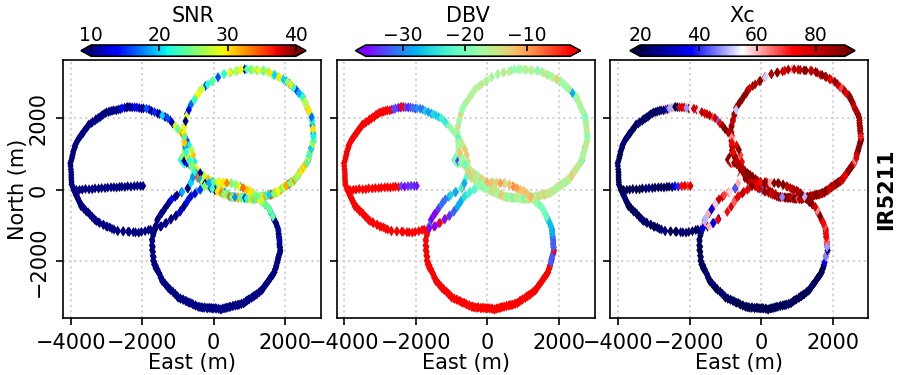 SNR DBV Xc
10 20 30 40 −30 −20 −10 20 40 60 80
North (m)
2000
0
−2000
IR5211
−4000 −2000 0 2000 −4000 −2000 0 2000 −4000 −2000 0 2000
East (m) East (m) East (m)